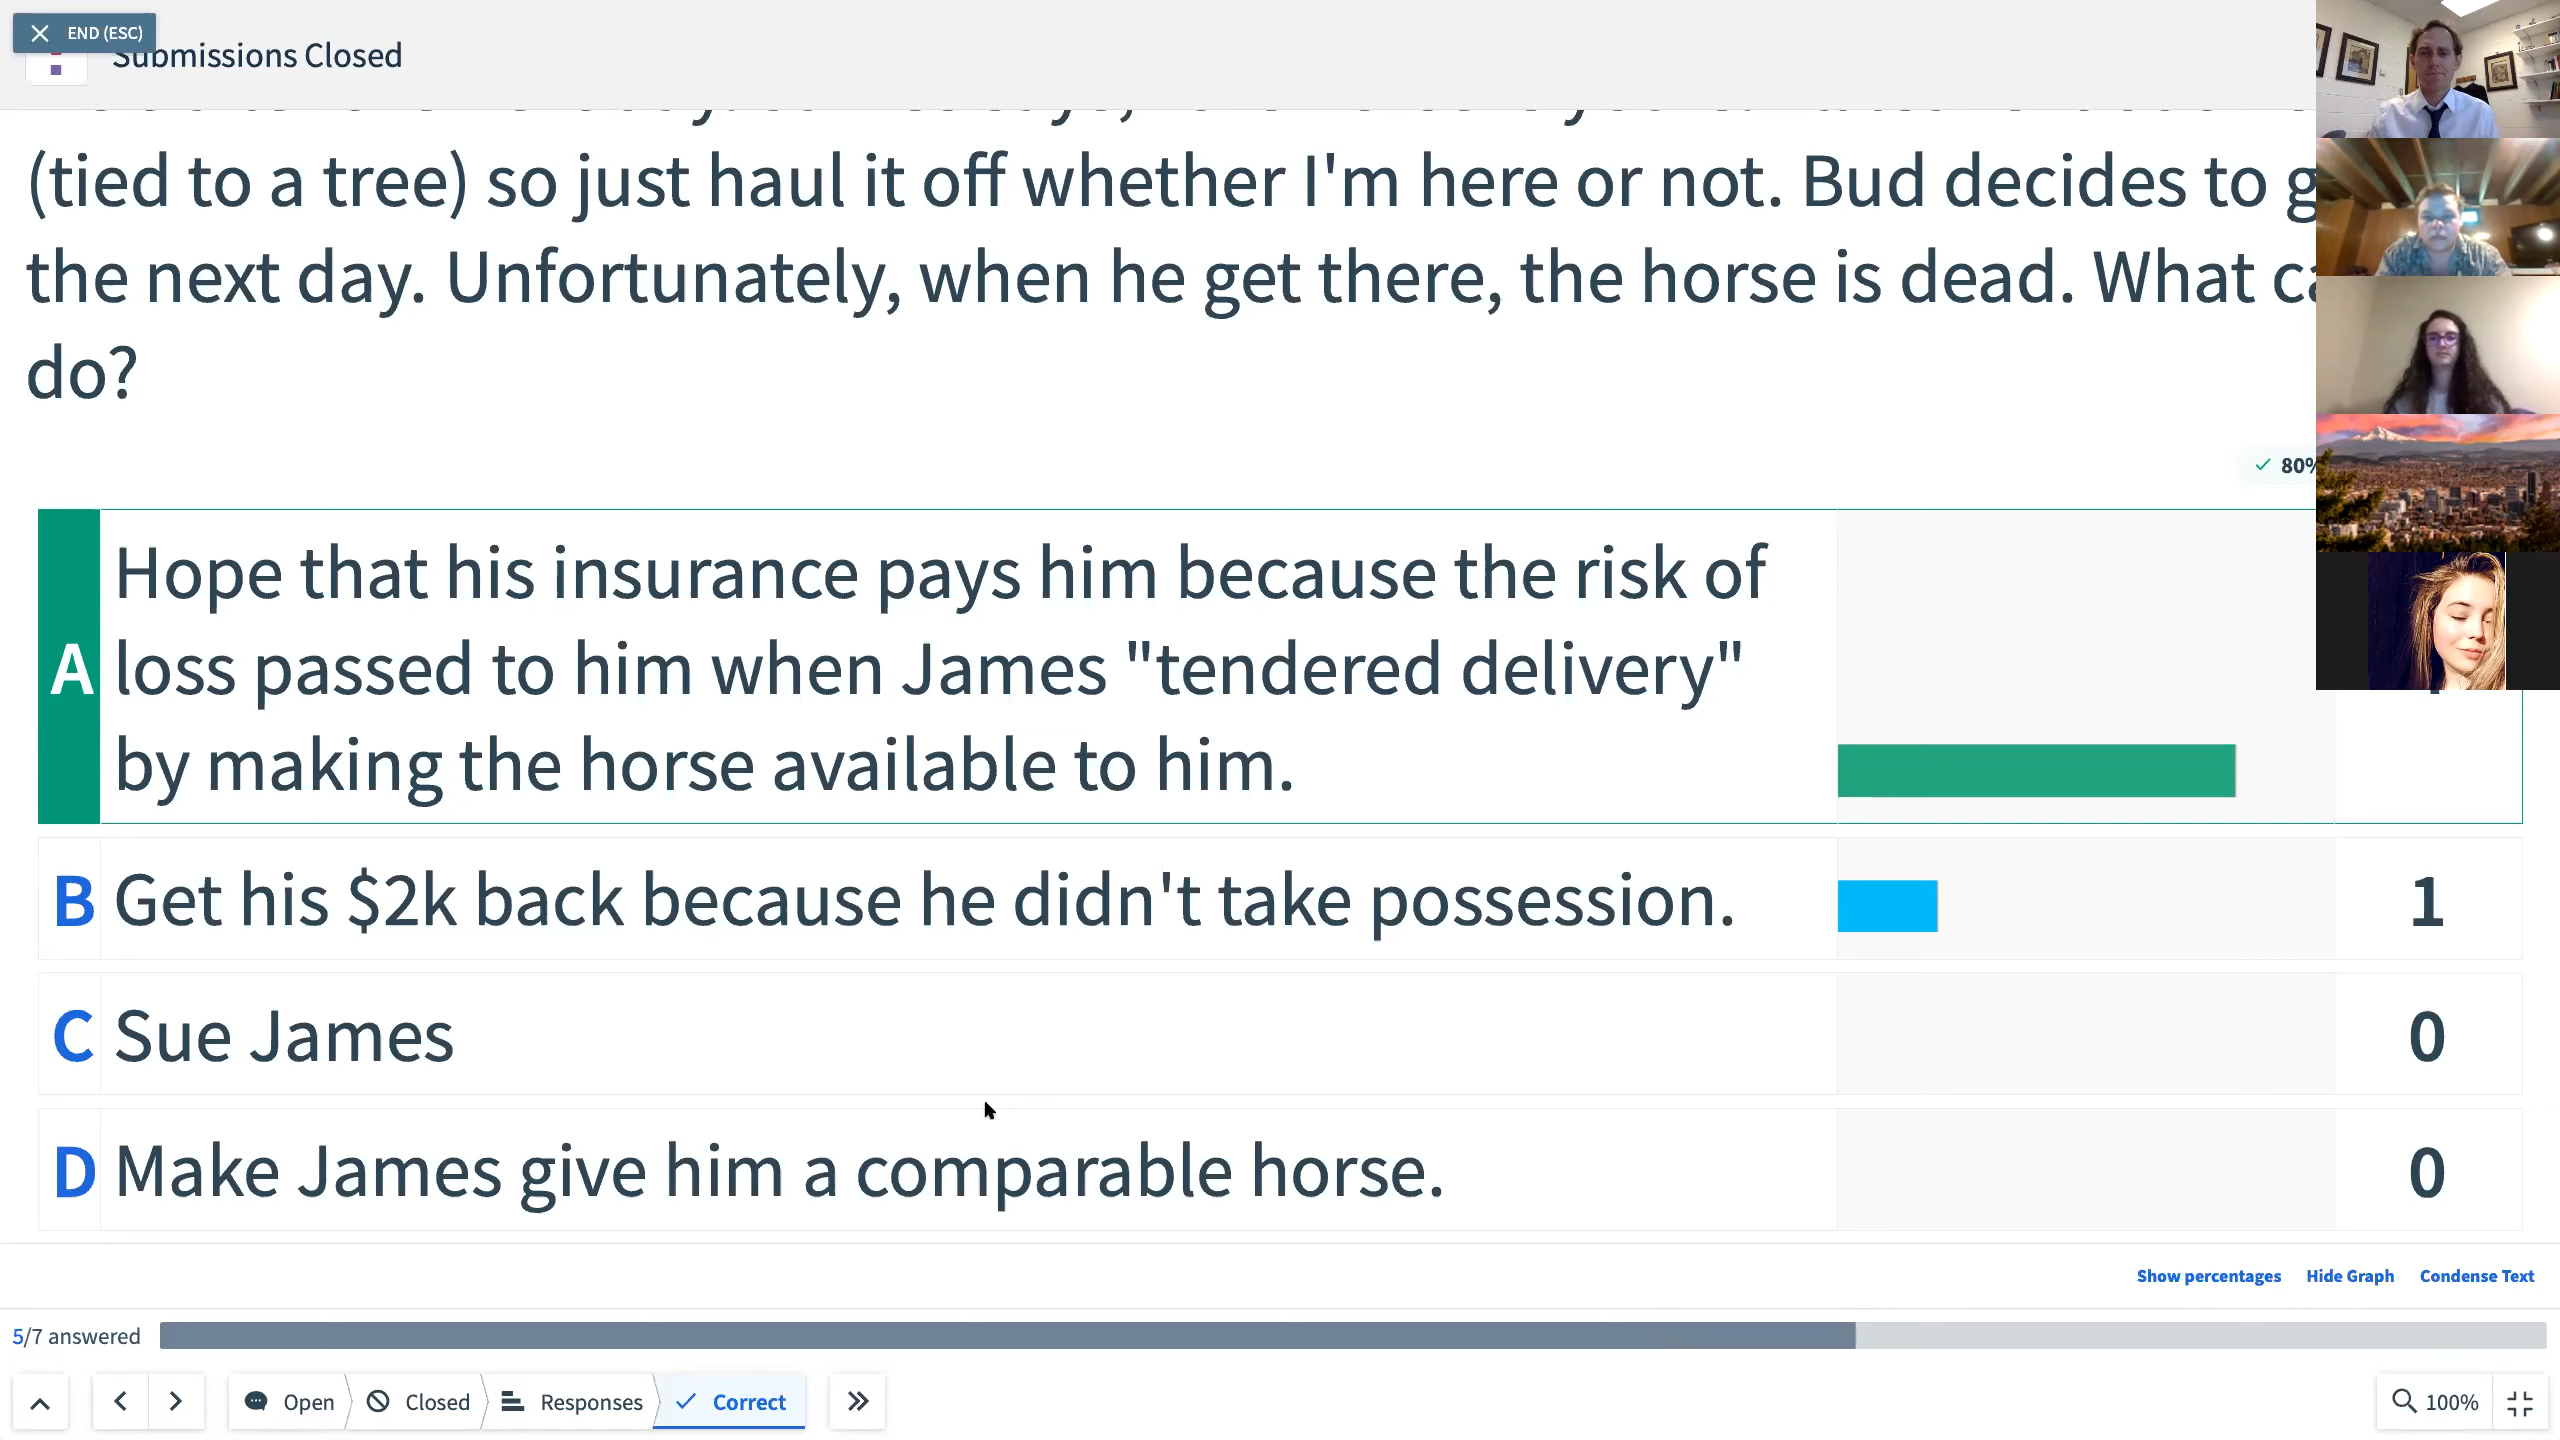 END (ESC)
Submissions Closed
(tied to a tree) so just haul it off whether I'm here or not. Bud decides to
the next day. Unfortunately, when he get there, the horse is dead. What
do?
80%
A Hope that his insurance pays him because the risk of
loss passed to him when James "tendered delivery"
by making the horse available to him.
B Get his $2k back because he didn't take possession. 1
C Sue James 0
D Make James give him a comparable horse. 0
Show percentages Hide Graph Condense Text
5/7 answered
Open Closed Responses Correct 100%